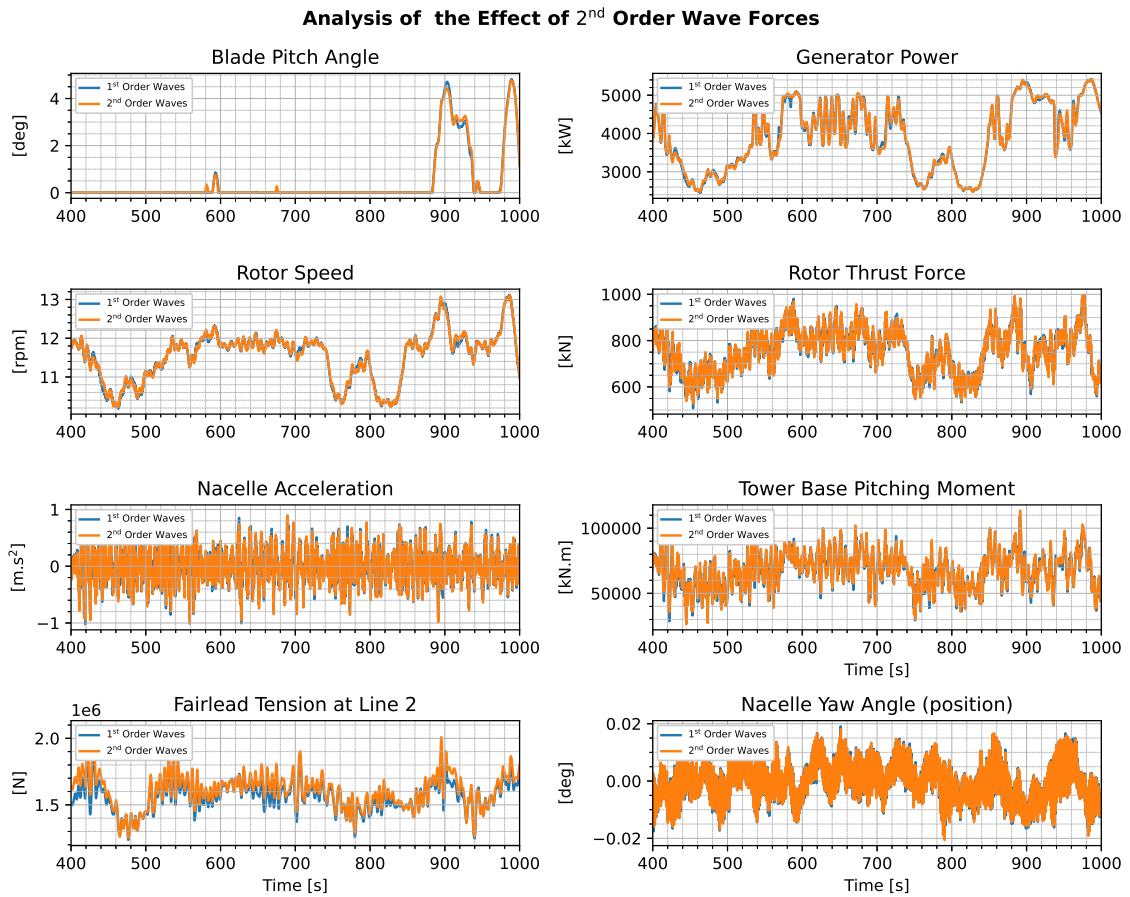 Analysis of  the Effect of 2nd Order Wave Forces
Blade Pitch Angle
[deg]
4
2
0
1st Order Waves
2nd Order Waves
400 500 600 700 800 900 1000
Generator Power
[kW]
5000
4000
3000
1st Order Waves
2nd Order Waves
400 500 600 700 800 900 1000
Rotor Speed
[rpm]
13
12
11
1st Order Waves
2nd Order Waves
400 500 600 700 800 900 1000
Rotor Thrust Force
[kN]
1000
800
600
1st Order Waves
2nd Order Waves
400 500 600 700 800 900 1000
Nacelle Acceleration
[m.s2]
1
0
−1
1st Order Waves
2nd Order Waves
400 500 600 700 800 900 1000
Tower Base Pitching Moment
[kN.m]
100000
50000
1st Order Waves
2nd Order Waves
400 500 600 700 800 900 1000
Time [s]
Fairlead Tension at Line 2
1e6
[N]
2.0
1.5
1st Order Waves
2nd Order Waves
400 500 600 700 800 900 1000
Time [s]
Nacelle Yaw Angle (position)
[deg]
0.02
0.00
−0.02
1st Order Waves
2nd Order Waves
400 500 600 700 800 900 1000
Time [s]